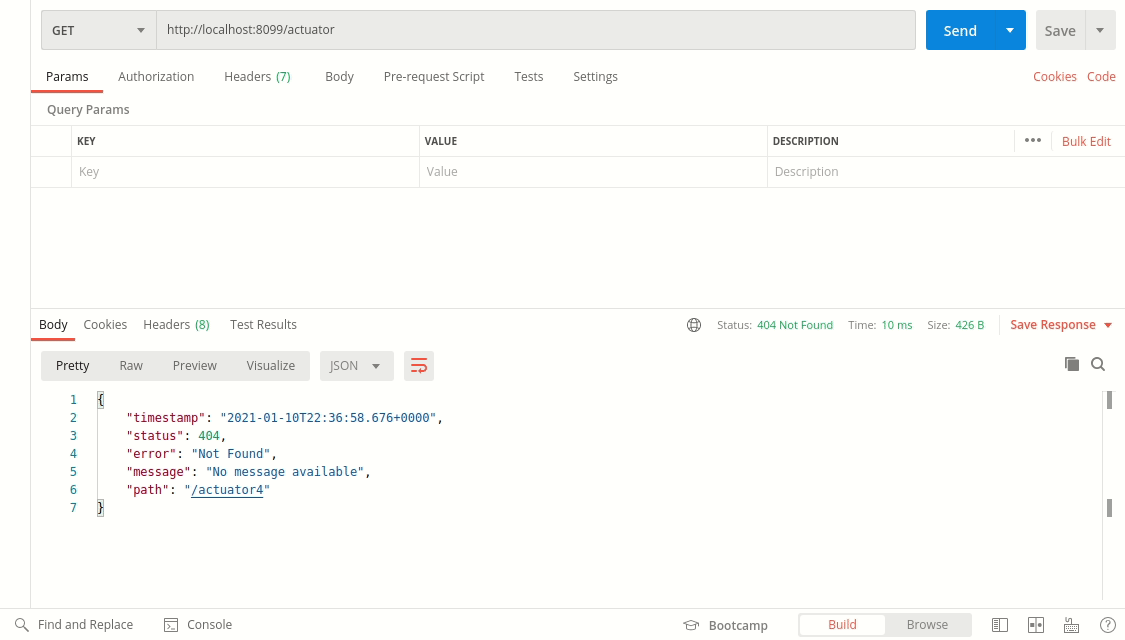 GET http://localhost:8099/actuator Send Save
Params Authorization Headers (7) Body Pre-request Script Tests Settings Cookies Code
Query Params
KEY VALUE DESCRIPTION ••• Bulk Edit
Key Value Description
Body Cookies Headers (8) Test Results Status: 404 Not Found Time: 10 ms Size: 426 B Save Response
Pretty Raw Preview Visualize JSON
1 {
2 "timestamp": "2021-01-10T22:36:58.676+0000",
3 "status": 404,
4 "error": "Not Found",
5 "message": "No message available",
6 "path": "/actuator4"
7 }
Find and Replace Console Bootcamp Build Browse